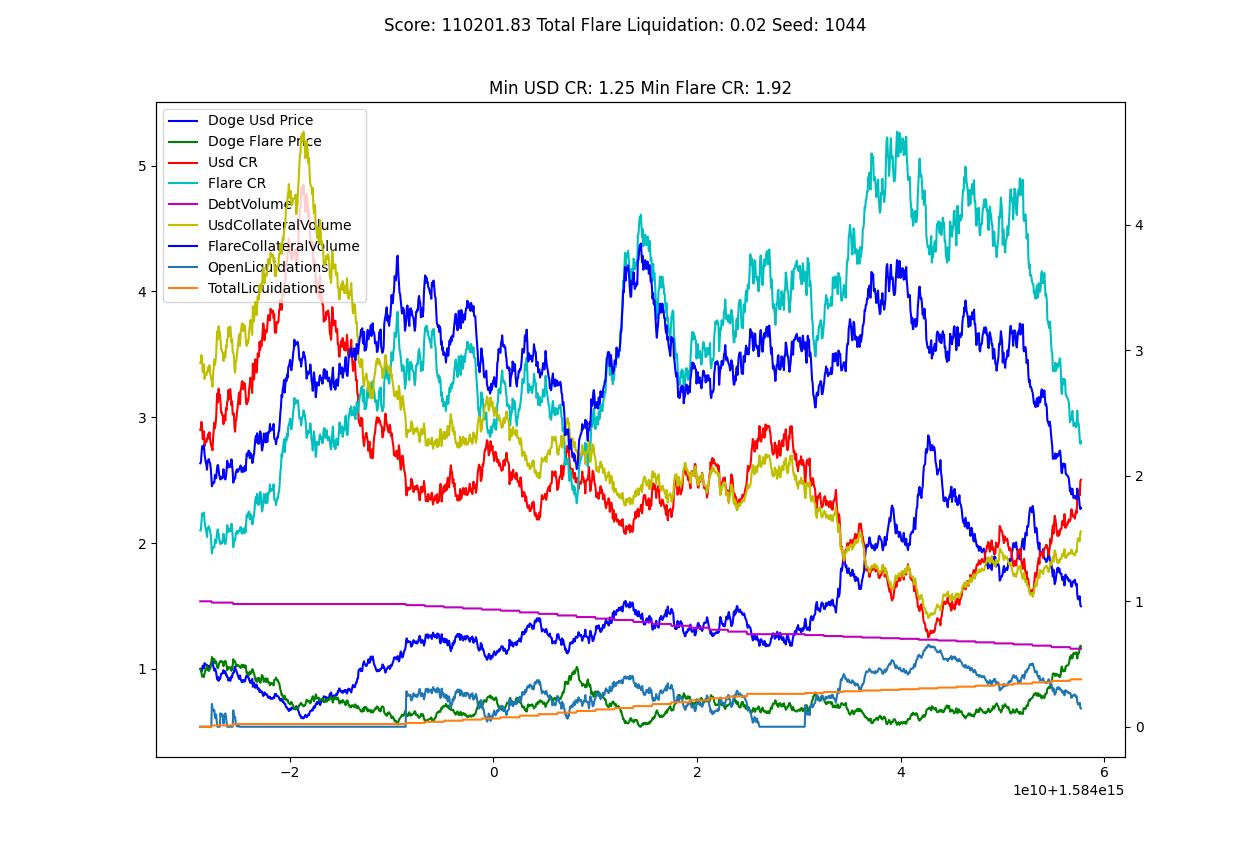 Score: 110201.83 Total Flare Liquidation: 0.02 Seed: 1044
Min USD CR: 1.25 Min Flare CR: 1.92
Doge Usd Price
Doge Flare Price
Usd CR
Flare CR
DebtVolume
UsdCollateralVolume
FlareCollateralVolume
OpenLiquidations
TotalLiquidations
5
4
3
2
1
4
3
2
1
0
−2
0
2
4
6
1e10+1.584e15